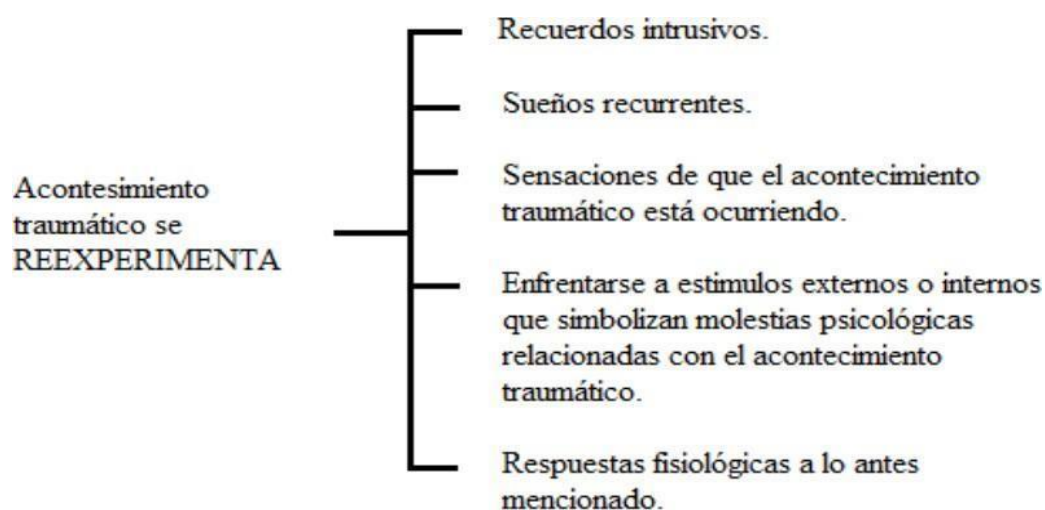 Acontesimiento
traumático se
REEXPERIMENTA
Recuerdos intrusivos.
Sueños recurrentes.
Sensaciones de que el acontecimiento
traumático está ocurriendo.
Enfrentarse a estimulos externos o internos
que simbolizan molestias psicológicas
relacionadas con el acontecimiento
traumático.
Respuestas fisiológicas a lo antes
mencionado.